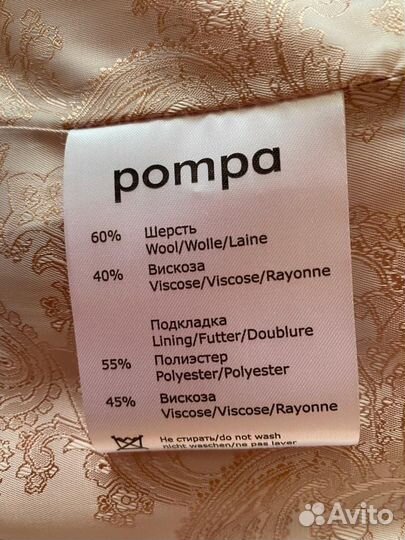 pompa
60% Шерсть
Wool/Wolle/Laine
40% Вискоза
Viscose/Viscose/Rayonne
Подкладка
Lining/Futter/Doublure
55% Полиэстер
Polyester/Polyester
45% Вискоза
Viscose/Viscose/Rayonne
Не стирать/do not wash
nicht waschen/ne pas laver
Avito